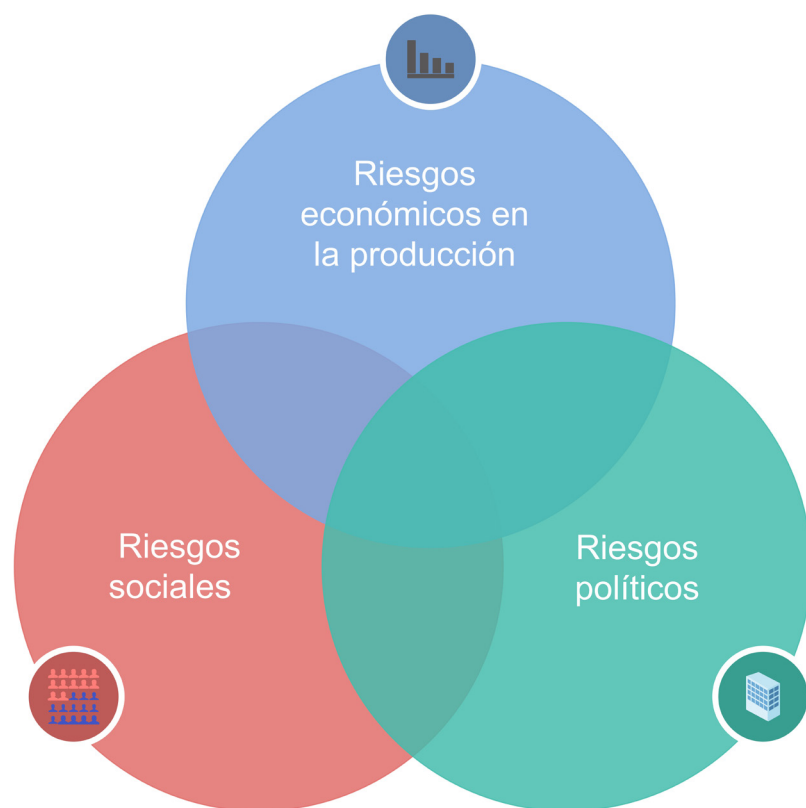 Riesgos
económicos en
la producción
Riesgos
sociales
Riesgos
políticos